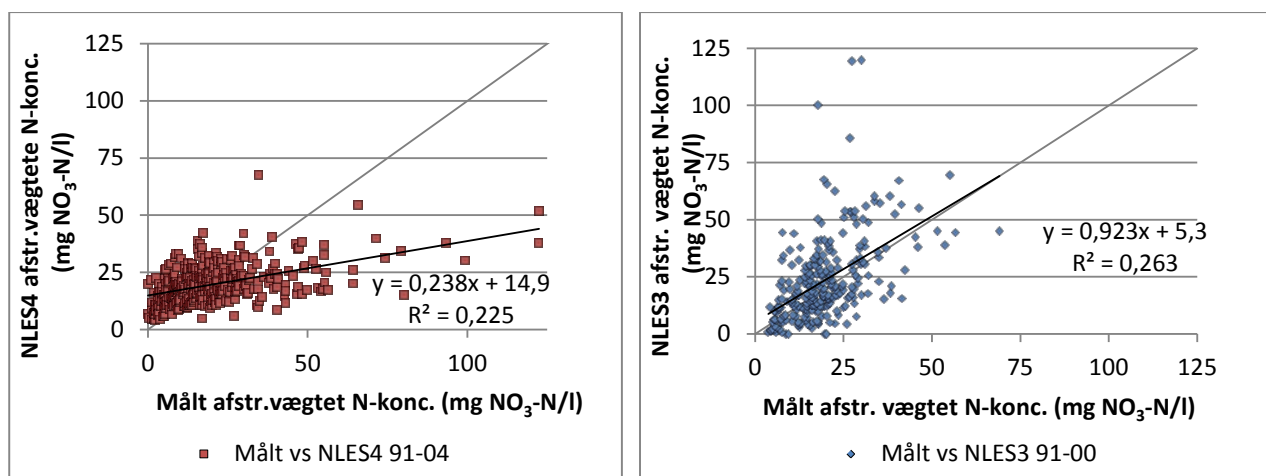 NLES4 afstr.vægtete N-konc.
(mg NO₃-N/l)
125
100
75
50
25
0
0
50
100
y = 0,238x + 14,9
R² = 0,225
Målt afstr.vægtet N-konc. (mg NO₃-N/l)
Målt vs NLES4 91-04
NLES3 afstr. vægtet N-konc.
(mg NO₃-N/l)
125
100
75
50
25
0
0
25
50
75
100
125
y = 0,923x + 5,3
R² = 0,263
Målt afstr. vægtet N-konc. (mg NO₃-N/l)
Målt vs NLES3 91-00